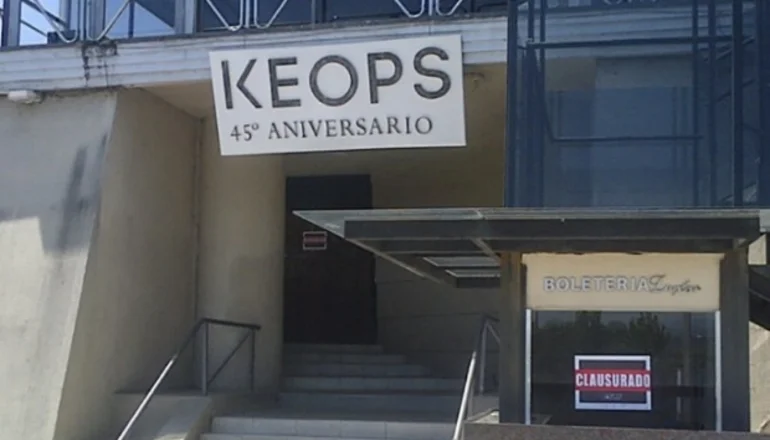 KEOPS
45º ANIVERSARIO
BOLETERIA
CLAUSURADO